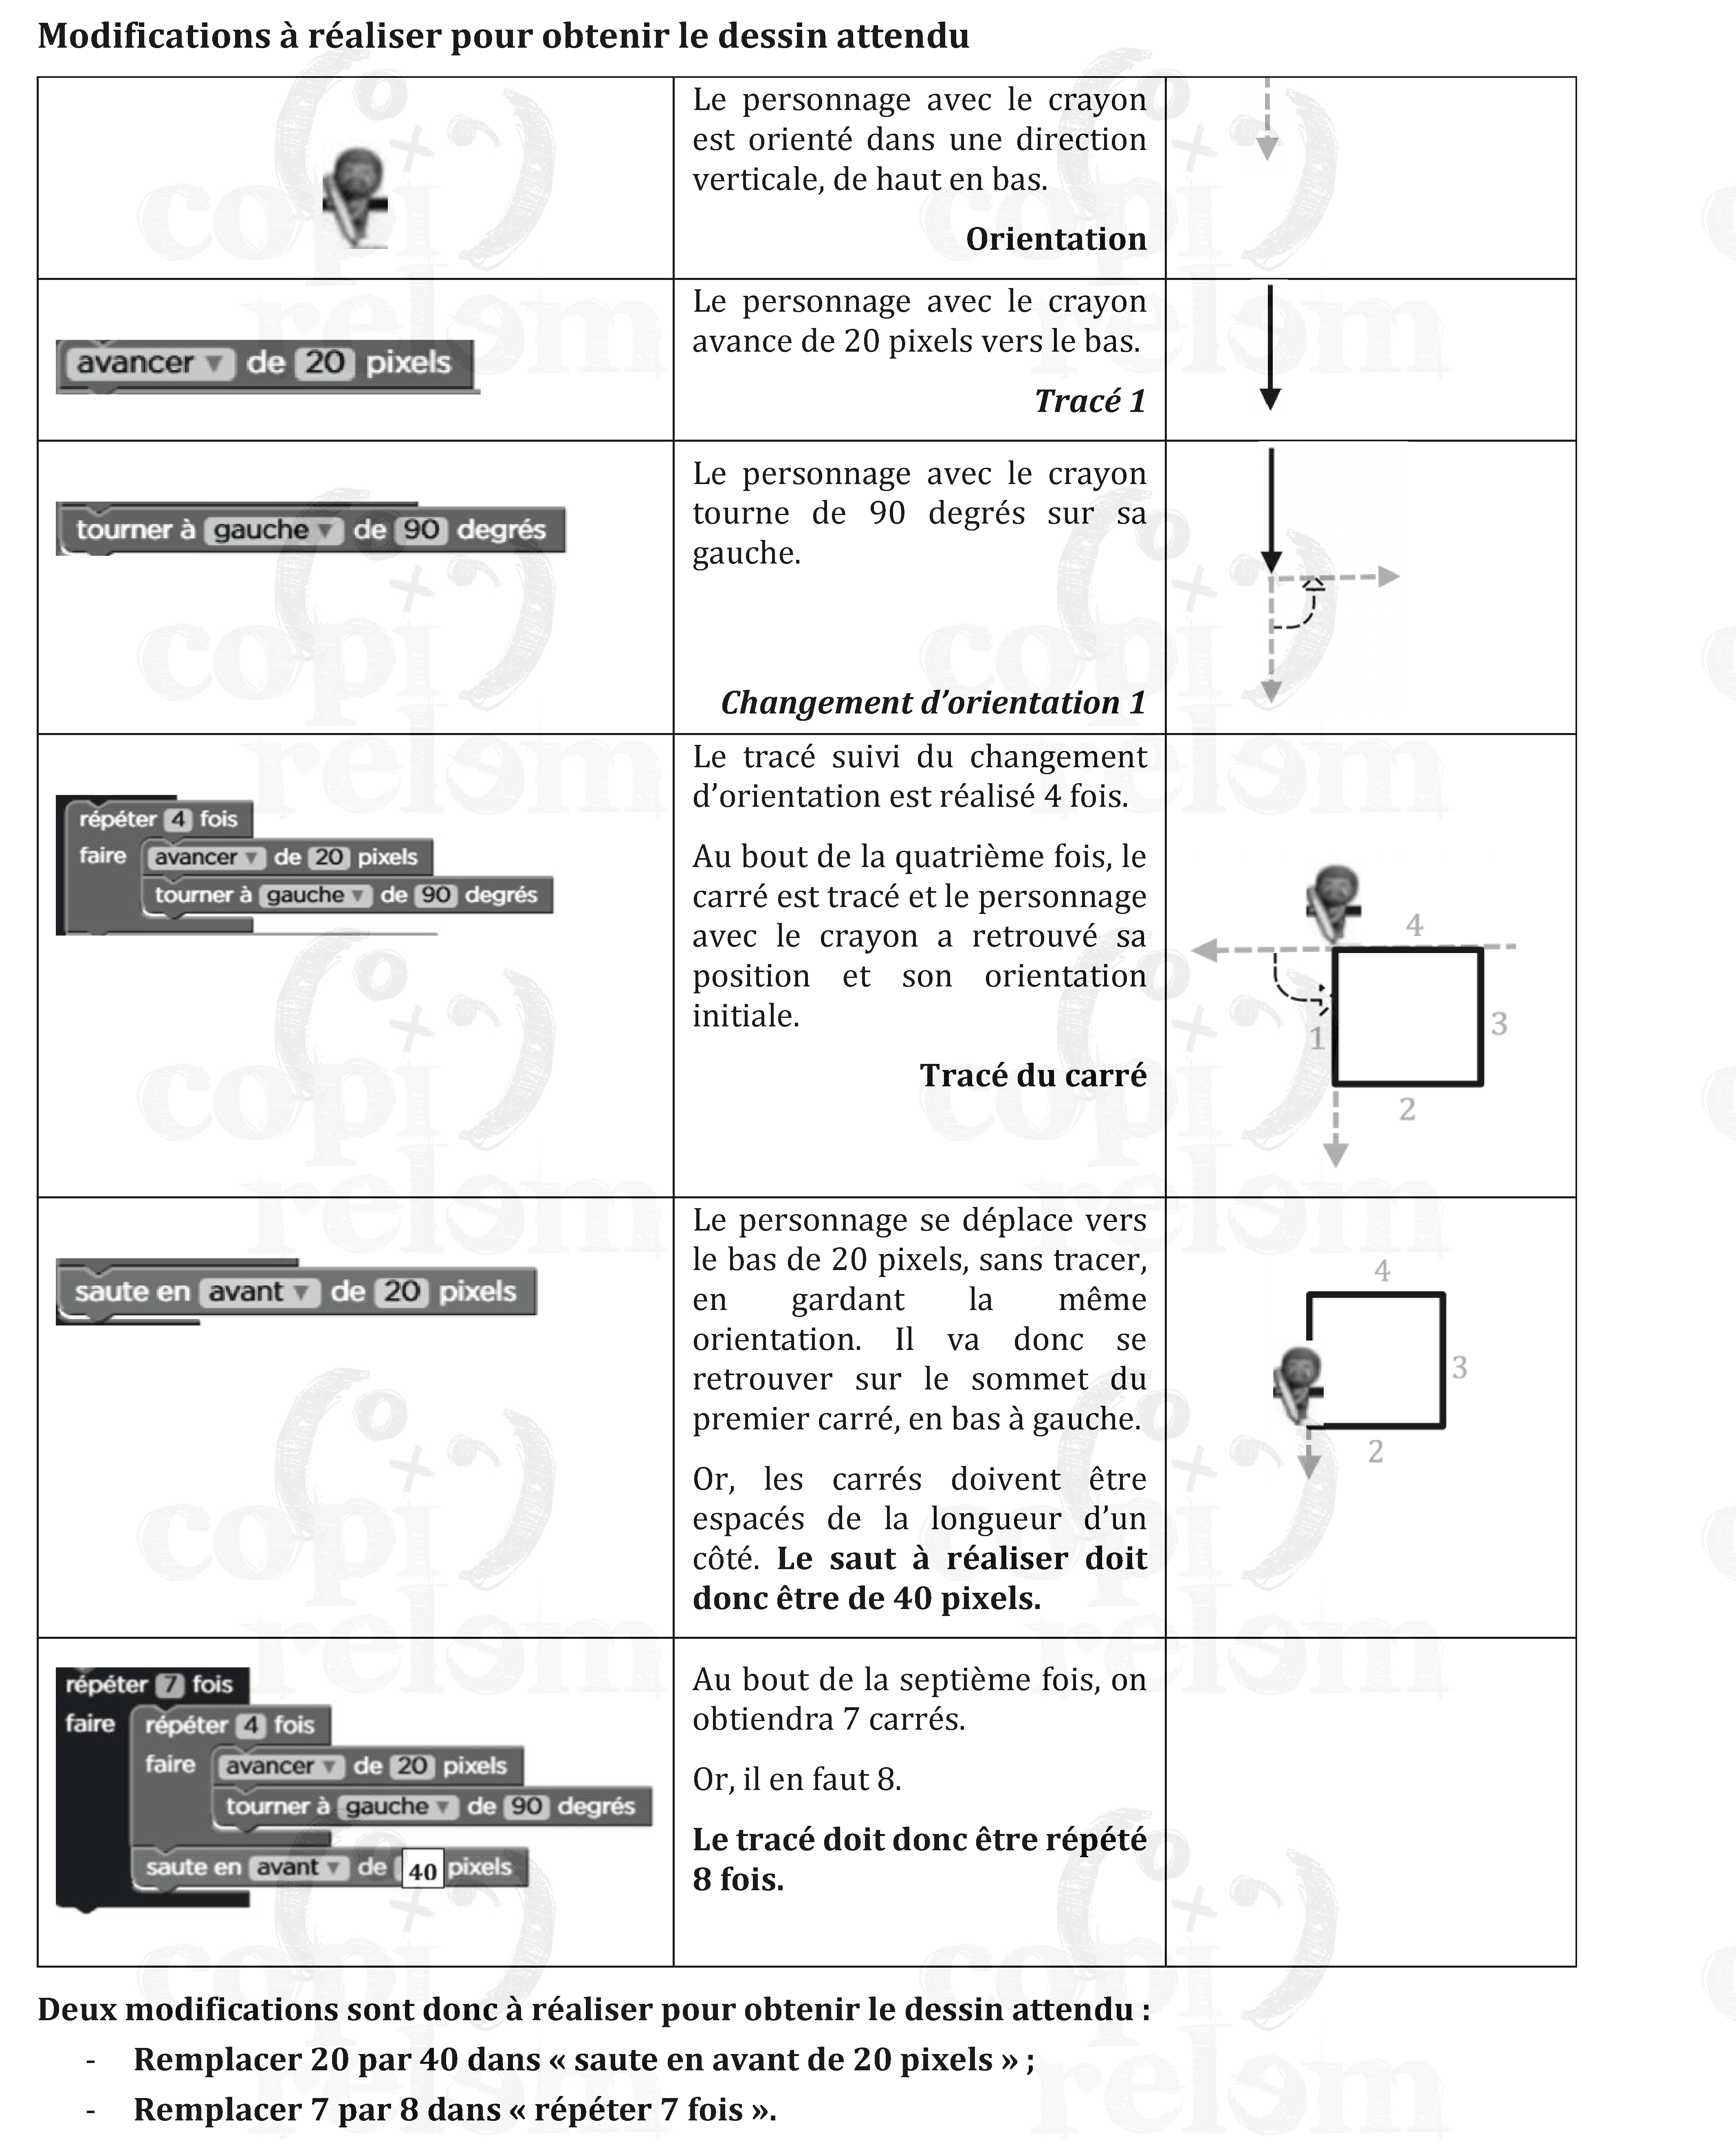 Modifications à réaliser pour obtenir le dessin attendu
Le personnage avec le crayon
est orienté dans une direction
verticale, de haut en bas.
Orientation
avancer ▼ de 20 pixels
Le personnage avec le crayon
avance de 20 pixels vers le bas.
Tracé 1
tourner à gauche ▼ de 90 degrés
Le personnage avec le crayon
tourne de 90 degrés sur sa
gauche.
Changement d’orientation 1
répéter 4 fois
faire avancer ▼ de 20 pixels
tourner à gauche ▼ de 90 degrés
Le tracé suivi du changement
d’orientation est réalisé 4 fois.
Au bout de la quatrième fois, le
carré est tracé et le personnage
avec le crayon a retrouvé sa
position et son orientation
initiale.
Tracé du carré
4
3
1
2
saute en avant ▼ de 20 pixels
Le personnage se déplace vers
le bas de 20 pixels, sans tracer,
en gardant la même
orientation. Il va donc se
retrouver sur le sommet du
premier carré, en bas à gauche.
Or, les carrés doivent être
espacés de la longueur d’un
côté. Le saut à réaliser doit
donc être de 40 pixels.
4
3
2
répéter 7 fois
faire répéter 4 fois
faire avancer ▼ de 20 pixels
tourner à gauche ▼ de 90 degrés
saute en avant ▼ de 40 pixels
Au bout de la septième fois, on
obtiendra 7 carrés.
Or, il en faut 8.
Le tracé doit donc être répété
8 fois.
Deux modifications sont donc à réaliser pour obtenir le dessin attendu :
- Remplacer 20 par 40 dans « saute en avant de 20 pixels » ;
- Remplacer 7 par 8 dans « répéter 7 fois ».
copirelem